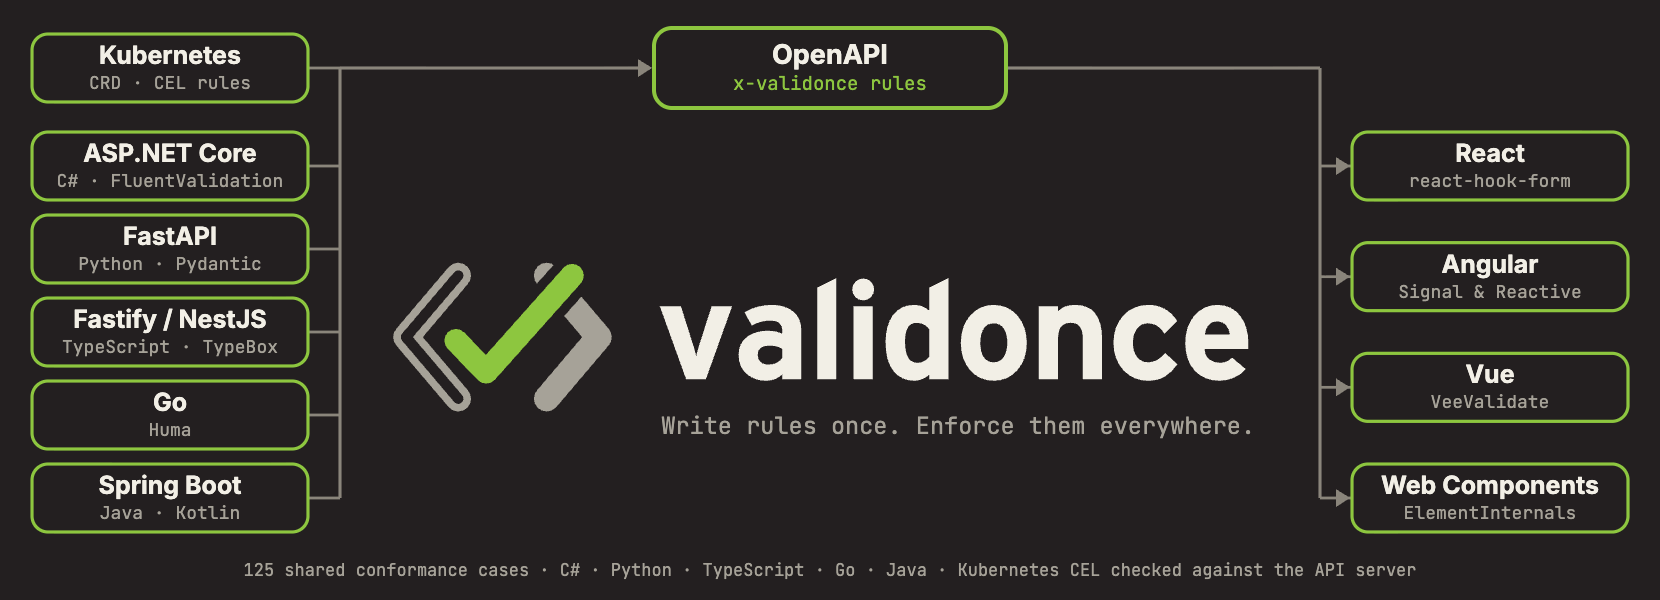 Kubernetes
CRD · CEL rules
ASP.NET Core
C# · FluentValidation
FastAPI
Python · Pydantic
Fastify / NestJS
TypeScript · TypeBox
Go
Huma
Spring Boot
Java · Kotlin
OpenAPI
x-validonce rules
validonce
Write rules once. Enforce them everywhere.
React
react-hook-form
Angular
Signal & Reactive
Vue
VeeValidate
Web Components
ElementInternals
125 shared conformance cases · C# · Python · TypeScript · Go · Java · Kubernetes CEL checked against the API server